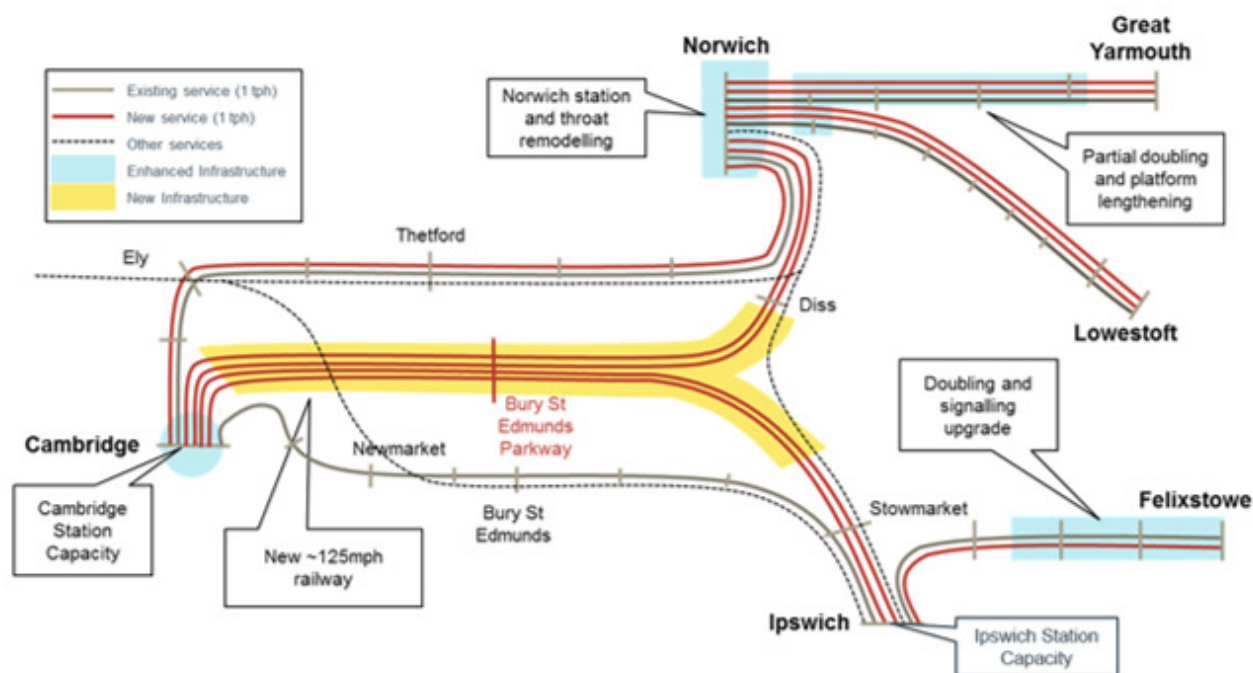 Great
Yarmouth
Norwich
Existing service (1 tph)
New service (1 tph)
Other services
Enhanced Infrastructure
New Infrastructure
Norwich station
and throat
remodelling
Partial doubling
and platform
lengthening
Thetford
Ely
Diss
Lowestoft
Doubling and
signalling
upgrade
Bury St
Edmunds
Parkway
Cambridge
Newmarket
Felixstowe
Cambridge
Station
Capacity
Stowmarket
Bury St
Edmunds
New ~125mph
railway
Ipswich
Ipswich Station
Capacity